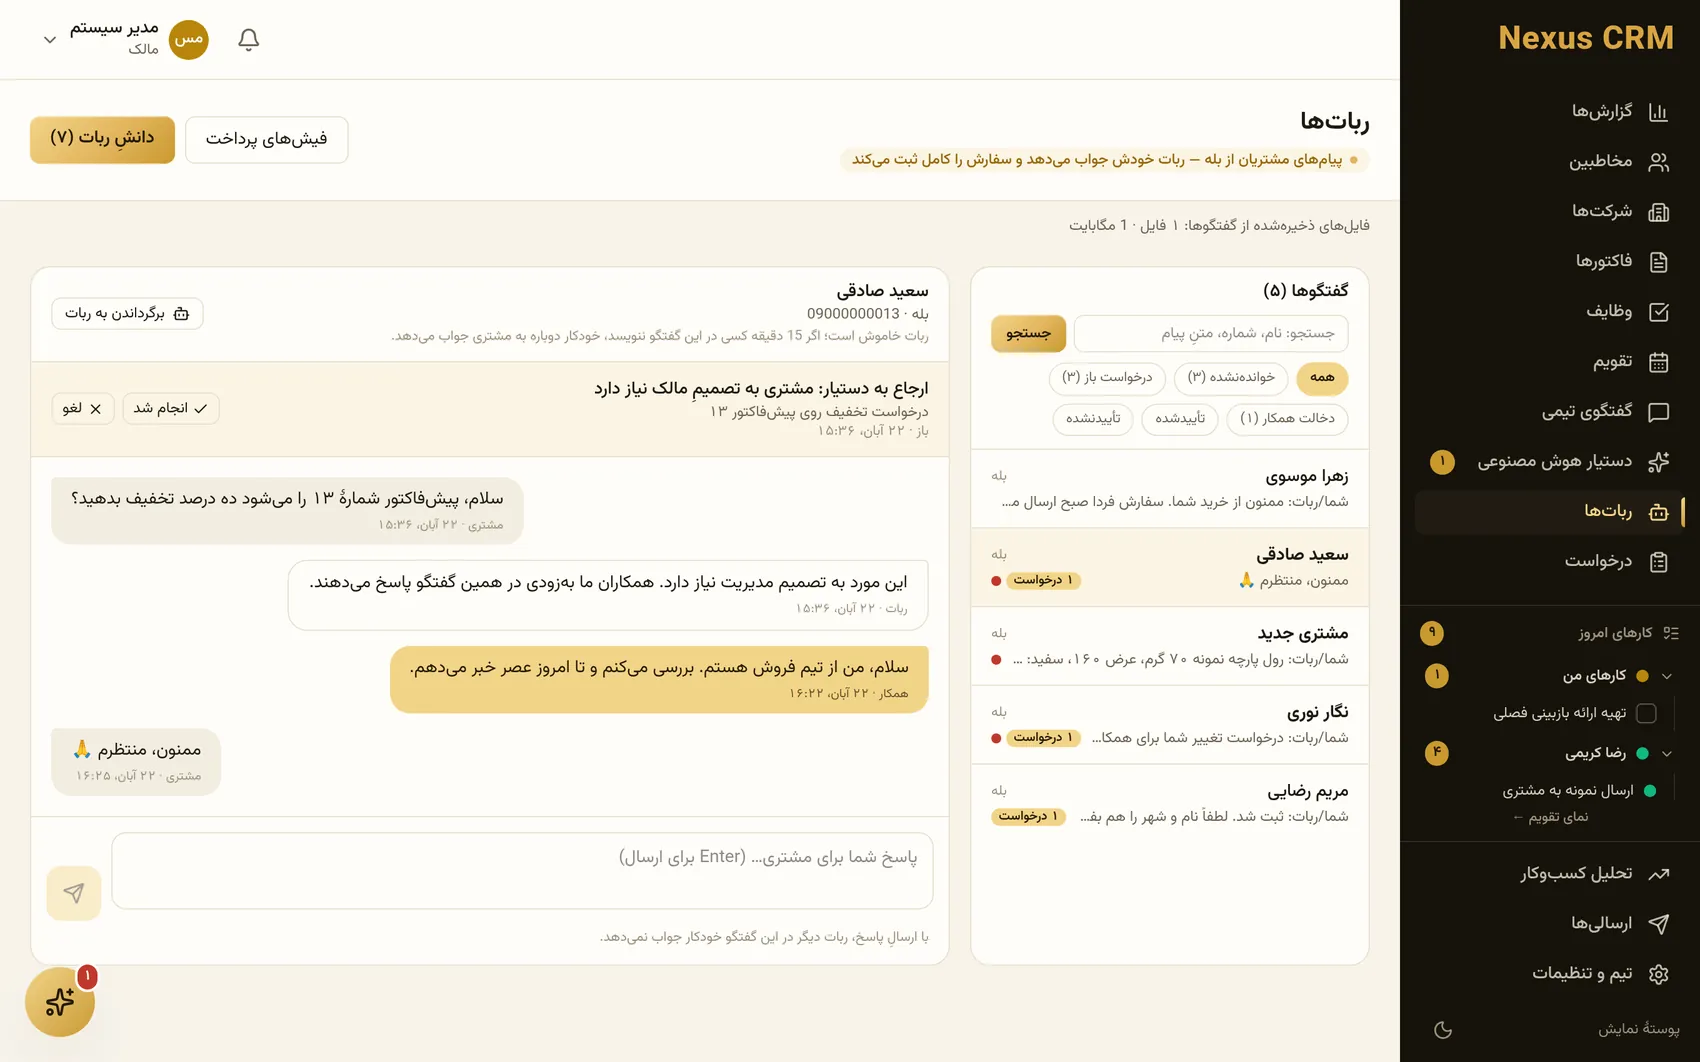 Nexus CRM
گزارش‌ها
مخاطبین
شرکت‌ها
فاکتورها
وظایف
تقویم
گفتگوی تیمی
دستیار هوش مصنوعی ۱
ربات‌ها
درخواست
کارهای امروز ۹
کارهای من ۱
تهیه ارائه بازبینی فصلی
رضا کریمی ۴
ارسال نمونه به مشتری
نمای تقویم ←
تحلیل کسب‌وکار
ارسالی‌ها
تیم و تنظیمات
پوستهٔ نمایش
مس
مدیر سیستم
مالک
ربات‌ها
پیام‌های مشتریان از بله — ربات خودش جواب می‌دهد و سفارش را کامل ثبت می‌کند
فیش‌های پرداخت
دانشِ ربات (۷)
فایل‌های ذخیره‌شده از گفتگوها: ۱ فایل · 1 مگابایت
گفتگوها (۵)
جستجو: نام، شماره، متنِ پیام
جستجو
همه
خوانده‌نشده (۳)
درخواست باز (۳)
دخالت همکار (۱)
تأییدشده
تأییدنشده
زهرا موسوی
بله
شما/ربات: ممنون از خرید شما. سفارش فردا صبح ارسال م...
سعید صادقی
بله
ممنون، منتظرم 🙏
۱ درخواست
مشتری جدید
بله
شما/ربات: رول پارچه نمونه ۷۰ گرم، عرض ۱۶۰، سفید: ...
نگار نوری
بله
شما/ربات: درخواست تغییر شما برای همکا...
۱ درخواست
مریم رضایی
بله
شما/ربات: ثبت شد. لطفاً نام و شهر را هم بف...
۱ درخواست
سعید صادقی
بله · 09000000013
ربات خاموش است؛ اگر 15 دقیقه کسی در این گفتگو ننویسد، خودکار دوباره به مشتری جواب می‌دهد.
برگرداندن به ربات
ارجاع به دستیار: مشتری به تصمیمِ مالک نیاز دارد
درخواست تخفیف روی پیش‌فاکتور ۱۳
باز · ۲۲ آبان، ۱۵:۳۶
انجام شد
لغو
سلام، پیش‌فاکتور شمارهٔ ۱۳ را می‌شود ده درصد تخفیف بدهید؟
مشتری · ۲۲ آبان، ۱۵:۳۶
این مورد به تصمیم مدیریت نیاز دارد. همکاران ما به‌زودی در همین گفتگو پاسخ می‌دهند.
ربات · ۲۲ آبان، ۱۵:۳۶
سلام، من از تیم فروش هستم. بررسی می‌کنم و تا امروز عصر خبر می‌دهم.
همکار · ۲۲ آبان، ۱۶:۲۲
ممنون، منتظرم 🙏
مشتری · ۲۲ آبان، ۱۶:۲۵
پاسخ شما برای مشتری... (Enter برای ارسال)
با ارسالِ پاسخ، ربات دیگر در این گفتگو خودکار جواب نمی‌دهد.
۱